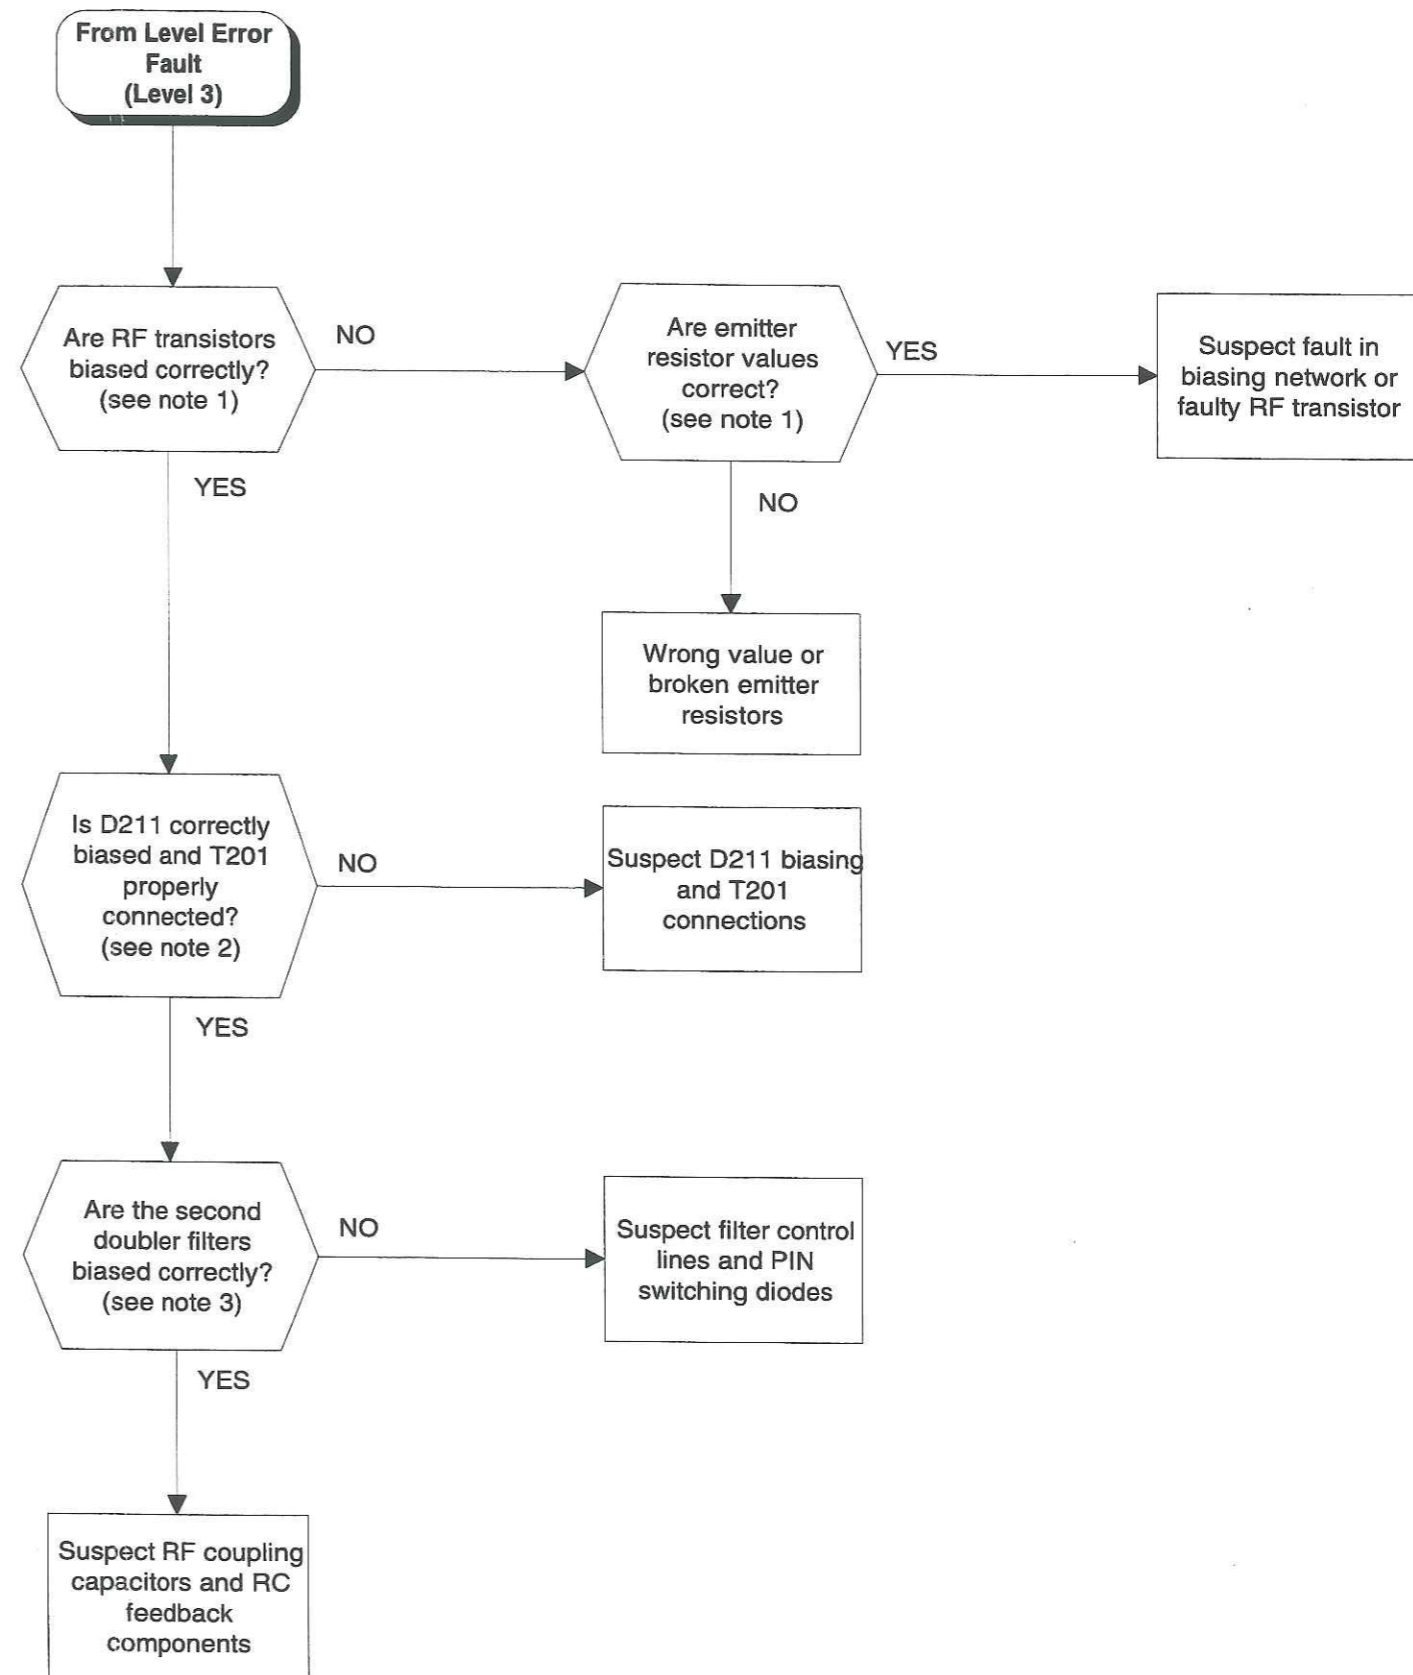 From Level Error
Fault
(Level 3)
Are RF transistors
biased correctly?
(see note 1)
NO
Are emitter
resistor values
correct?
(see note 1)
YES
Suspect fault in
biasing network or
faulty RF transistor
YES
NO
Wrong value or
broken emitter
resistors
Is D211 correctly
biased and T201
properly
connected?
(see note 2)
NO
Suspect D211 biasing
and T201
connections
YES
Are the second
doubler filters
biased correctly?
(see note 3)
NO
Suspect filter control
lines and PIN
switching diodes
YES
Suspect RF coupling
capacitors and RC
feedback
components